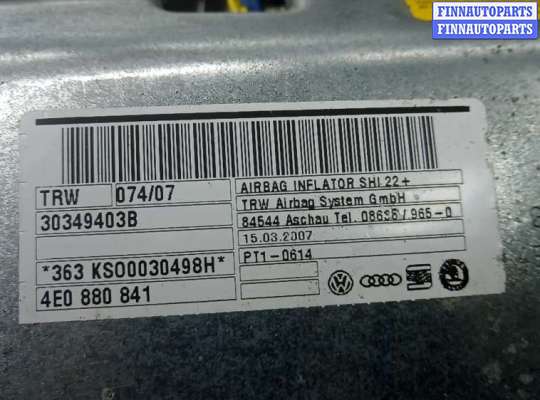 FINNAUTOPARTS
FINNAUTOPARTS
TRW 074/07
30349403B
*363 KS00030498H*
4E0 880 841
AIRBAG INFLATOR SHI 22+
TRW Airbag System GmbH
84544 Aschau Tel. 08638/965-0
15.03.2007
PT1-0614